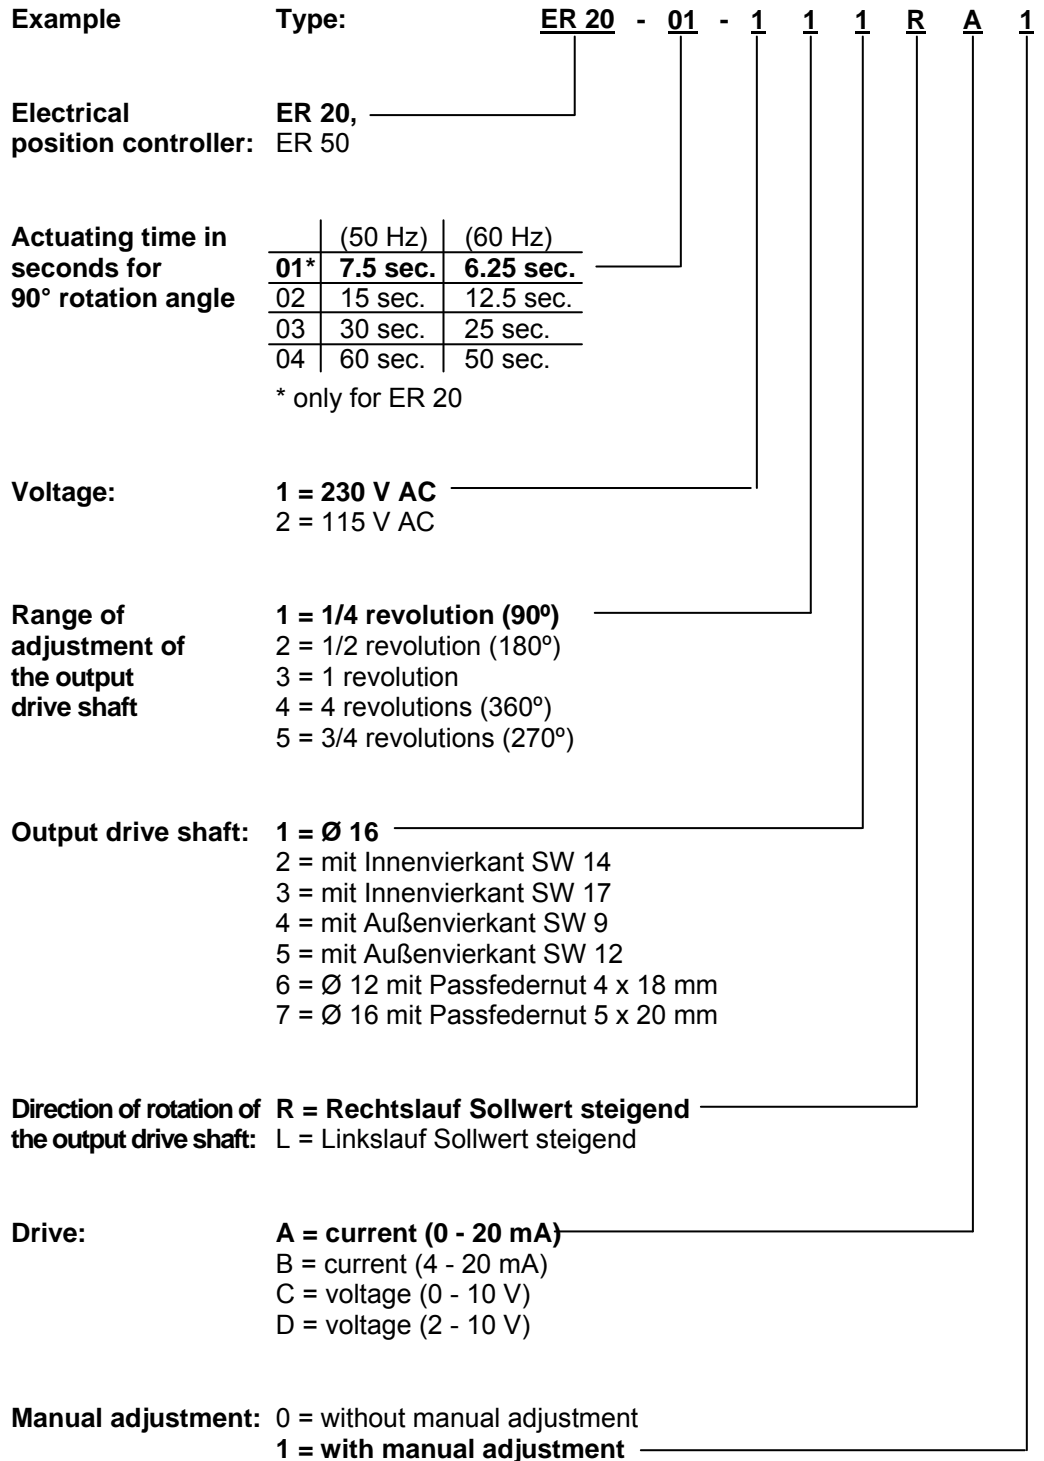 Example Type: ER 20 - 01 - 1 1 1 R A 1
Electrical ER 20,
position controller: ER 50
Actuating time in (50 Hz) (60 Hz)
seconds for 01* 7.5 sec. 6.25 sec.
90° rotation angle 02 15 sec. 12.5 sec.
03 30 sec. 25 sec.
04 60 sec. 50 sec.
* only for ER 20
Voltage: 1 = 230 V AC
2 = 115 V AC
Range of 1 = 1/4 revolution (90º)
adjustment of 2 = 1/2 revolution (180º)
the output 3 = 1 revolution
drive shaft 4 = 4 revolutions (360º)
5 = 3/4 revolutions (270º)
Output drive shaft: 1 = Ø 16
2 = mit Innenvierkant SW 14
3 = mit Innenvierkant SW 17
4 = mit Außenvierkant SW 9
5 = mit Außenvierkant SW 12
6 = Ø 12 mit Passfedernut 4 x 18 mm
7 = Ø 16 mit Passfedernut 5 x 20 mm
Direction of rotation of R = Rechtslauf Sollwert steigend
the output drive shaft: L = Linkslauf Sollwert steigend
Drive: A = current (0 - 20 mA)
B = current (4 - 20 mA)
C = voltage (0 - 10 V)
D = voltage (2 - 10 V)
Manual adjustment: 0 = without manual adjustment
1 = with manual adjustment